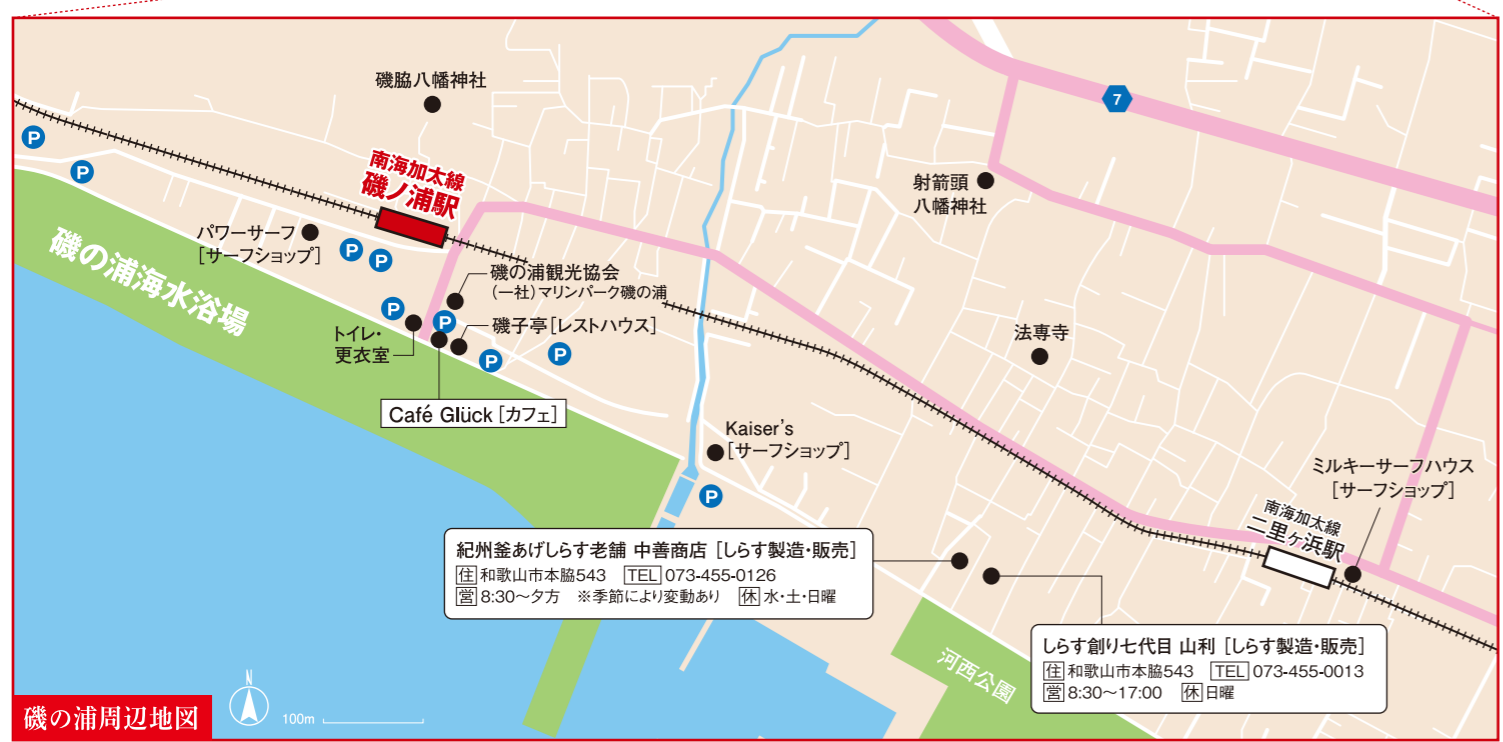 磯脇八幡神社
7
P
P
南海加太線
磯ノ浦駅
射箭頭
八幡神社
パワーサーフ
[サーフショップ]
P
P
磯の浦海水浴場
磯の浦観光協会
(一社)マリンパーク磯の浦
P
P
トイレ・
更衣室
磯子亭[レストハウス]
P
P
法専寺
Café Glück [カフェ]
Kaiser's
[サーフショップ]
P
ミルキーサーフハウス
[サーフショップ]
南海加太線
二里ヶ浜駅
紀州釜あげしらす老舗 中善商店 [しらす製造・販売]
住 和歌山市本脇543 TEL 073-455-0126
営 8:30〜夕方 ※季節により変動あり 休 水・土・日曜
しらす創り七代目 山利 [しらす製造・販売]
住 和歌山市本脇543 TEL 073-455-0013
営 8:30〜17:00 休 日曜
河西公園
磯の浦周辺地図
N
100m